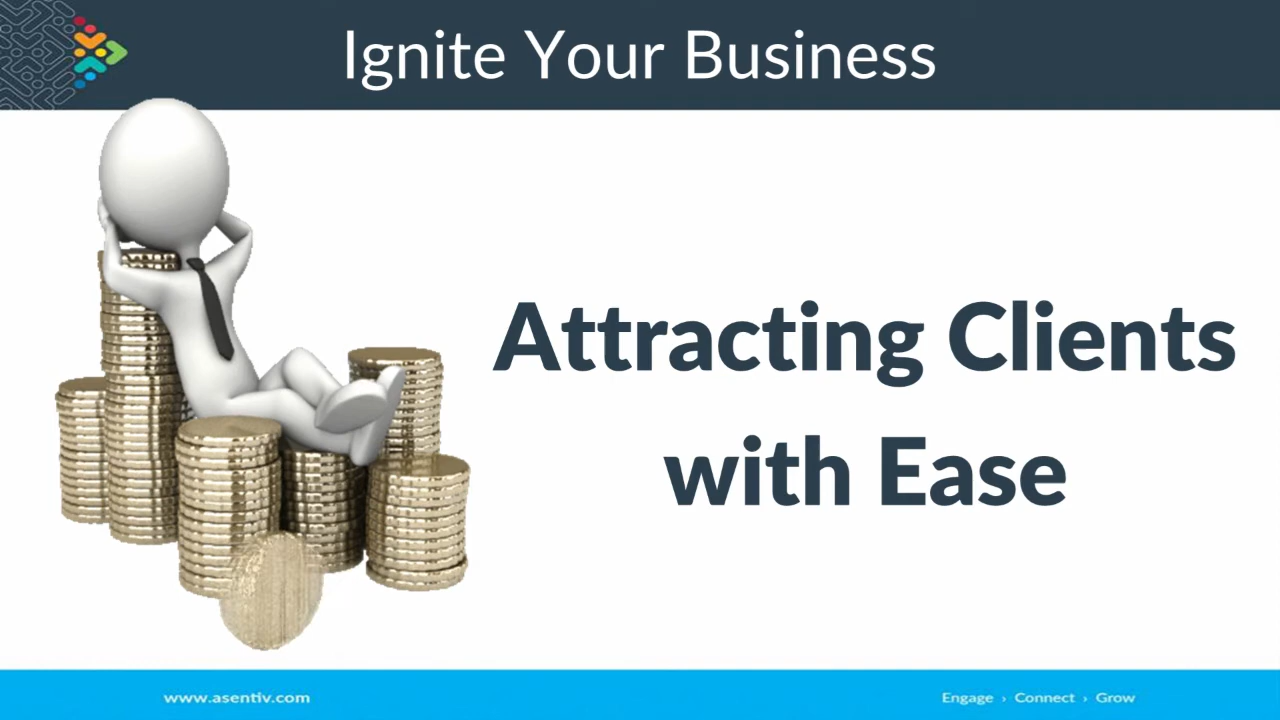 Ignite Your Business
Attracting Clients
with Ease
www.asentiv.com
Engage › Connect › Grow